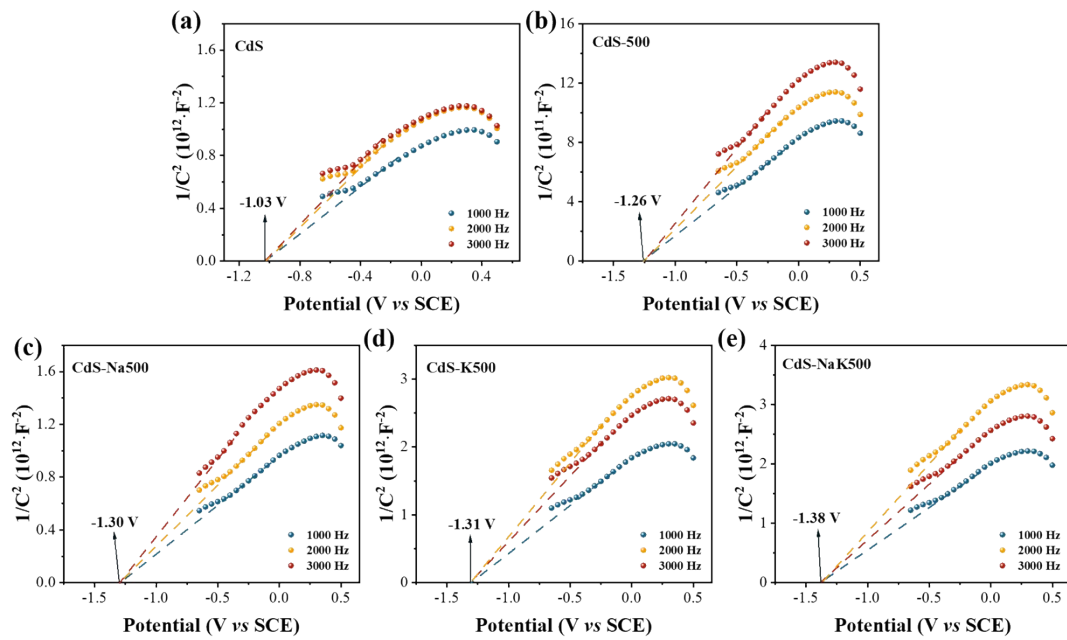 (a)
CdS
1/C² (10¹²·F⁻²)
1.8
1.2
0.9
0.4
0.0
-1.03 V
1000 Hz
2000 Hz
3000 Hz
-1.2 -0.8 -0.4 0.0 0.4
Potential (V vs SCE)
(b)
CdS-500
1/C² (10¹¹·F⁻²)
16
12
8
4
0
-1.26 V
1000 Hz
2000 Hz
3000 Hz
-1.5 -1.0 -0.5 0.0 0.5
Potential (V vs SCE)
(c)
CdS-Na500
1/C² (10¹²·F⁻²)
1.6
1.2
0.8
0.4
0.0
-1.30 V
1000 Hz
2000 Hz
3000 Hz
-1.5 -1.0 -0.5 0.0 0.5
Potential (V vs SCE)
(d)
CdS-K500
1/C² (10¹²·F⁻²)
3
2
1
0
-1.31 V
1000 Hz
2000 Hz
3000 Hz
-1.5 -1.0 -0.5 0.0 0.5
Potential (V vs SCE)
(e)
CdS-NaK500
1/C² (10¹²·F⁻²)
4
3
2
1
0
-1.38 V
1000 Hz
2000 Hz
3000 Hz
-1.5 -1.0 -0.5 0.0 0.5
Potential (V vs SCE)